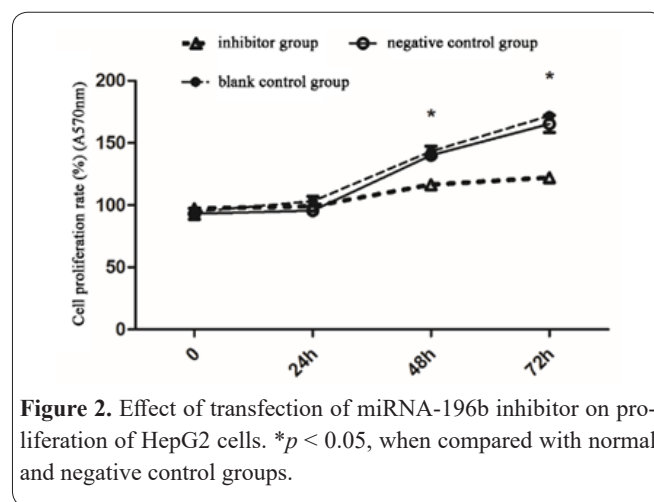 inhibitor group
negative control group
blank control group
Cell proliferation rate (%) (A570nm)
200
150
100
50
0
*
*
0
24h
48h
72h
Figure 2. Effect of transfection of miRNA-196b inhibitor on pro-
liferation of HepG2 cells. *p < 0.05, when compared with normal
and negative control groups.